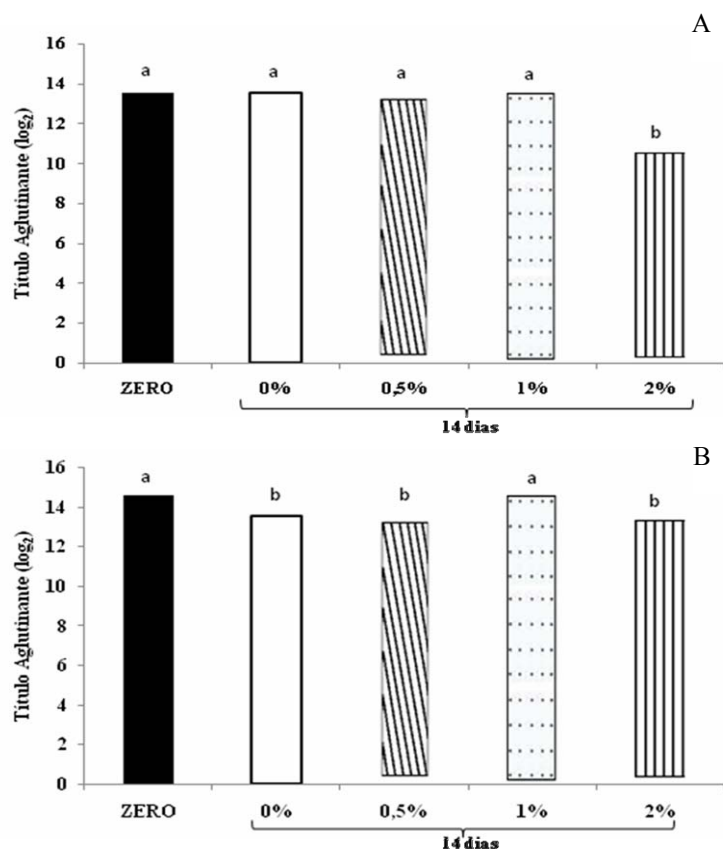 A
16
a a a a
14
12
b
10
8
6
4
2
0
Título Aglutinante (log2)
ZERO 0% 0,5% 1% 2%
14 dias
B
16
a b b a b
14
12
10
8
6
4
2
0
Título Aglutinante (log2)
ZERO 0% 0,5% 1% 2%
14 dias